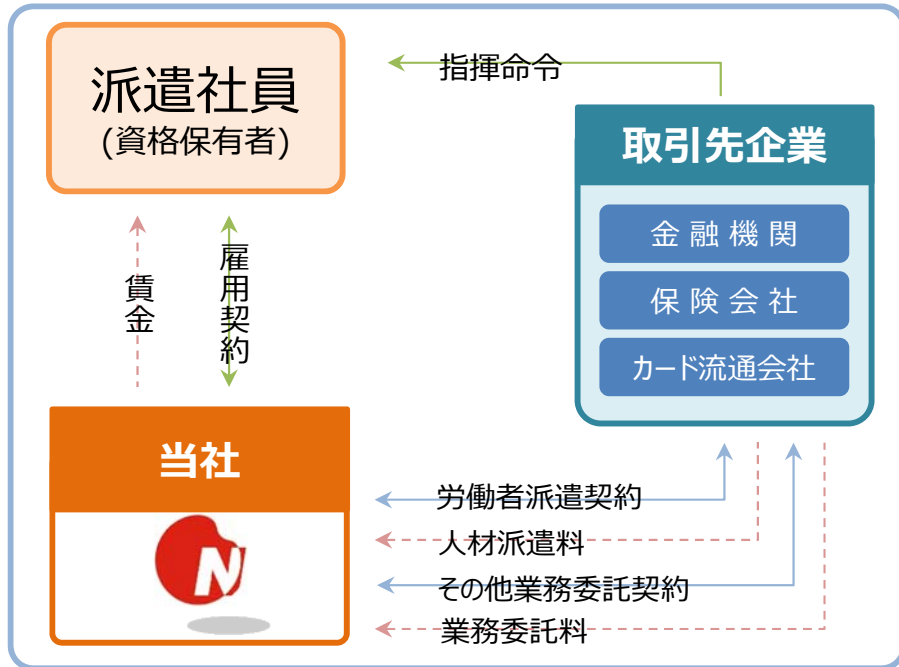 派遣社員
(資格保有者)
指揮命令
取引先企業
金融機関
保険会社
カード流通会社
賃金
雇用契約
当社
N
労働者派遣契約
人材派遣料
その他業務委託契約
業務委託料